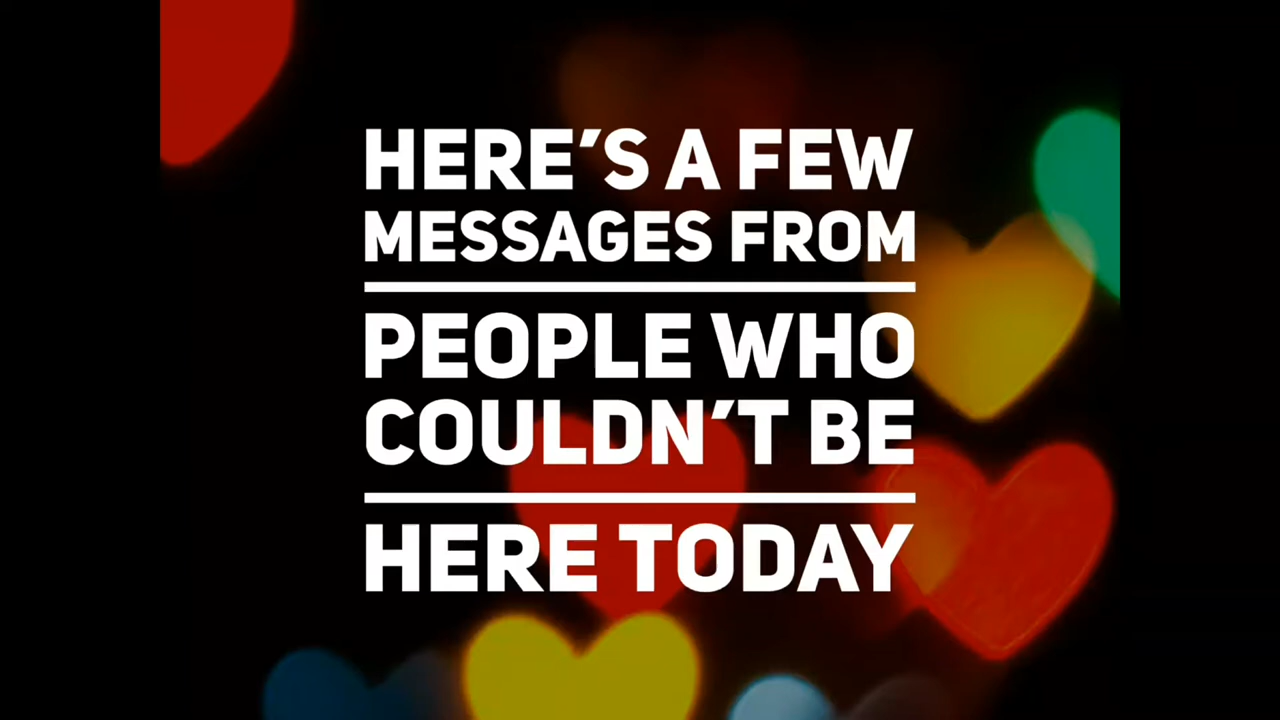 HERE’S A FEW
MESSAGES FROM
PEOPLE WHO
COULDN’T BE
HERE TODAY